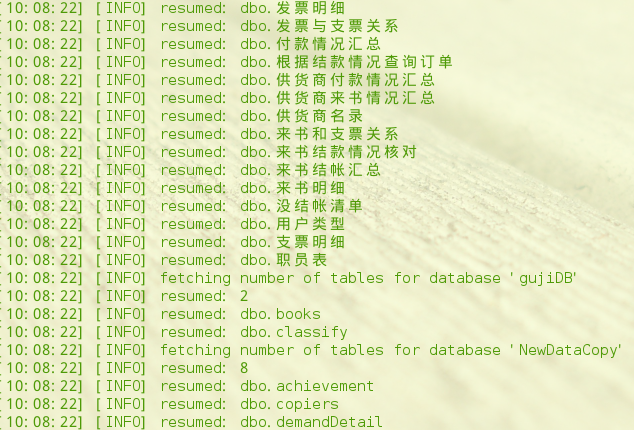 [10:08:22] [INFO] resumed: dbo.发票明细
[10:08:22] [INFO] resumed: dbo.发票与支票关系
[10:08:22] [INFO] resumed: dbo.付款情况汇总
[10:08:22] [INFO] resumed: dbo.根据结款情况查询订单
[10:08:22] [INFO] resumed: dbo.供货商付款情况汇总
[10:08:22] [INFO] resumed: dbo.供货商来书情况汇总
[10:08:22] [INFO] resumed: dbo.供货商名录
[10:08:22] [INFO] resumed: dbo.来书和支票关系
[10:08:22] [INFO] resumed: dbo.来书结款情况核对
[10:08:22] [INFO] resumed: dbo.来书结帐汇总
[10:08:22] [INFO] resumed: dbo.来书明细
[10:08:22] [INFO] resumed: dbo.没结帐清单
[10:08:22] [INFO] resumed: dbo.用户类型
[10:08:22] [INFO] resumed: dbo.支票明细
[10:08:22] [INFO] resumed: dbo.职员表
[10:08:22] [INFO] fetching number of tables for database 'gujiDB'
[10:08:22] [INFO] resumed: 2
[10:08:22] [INFO] resumed: dbo.books
[10:08:22] [INFO] resumed: dbo.classify
[10:08:22] [INFO] fetching number of tables for database 'NewDataCopy'
[10:08:22] [INFO] resumed: 8
[10:08:22] [INFO] resumed: dbo.achievement
[10:08:22] [INFO] resumed: dbo.copiers
[10:08:22] [INFO] resumed: dbo.demandDetail